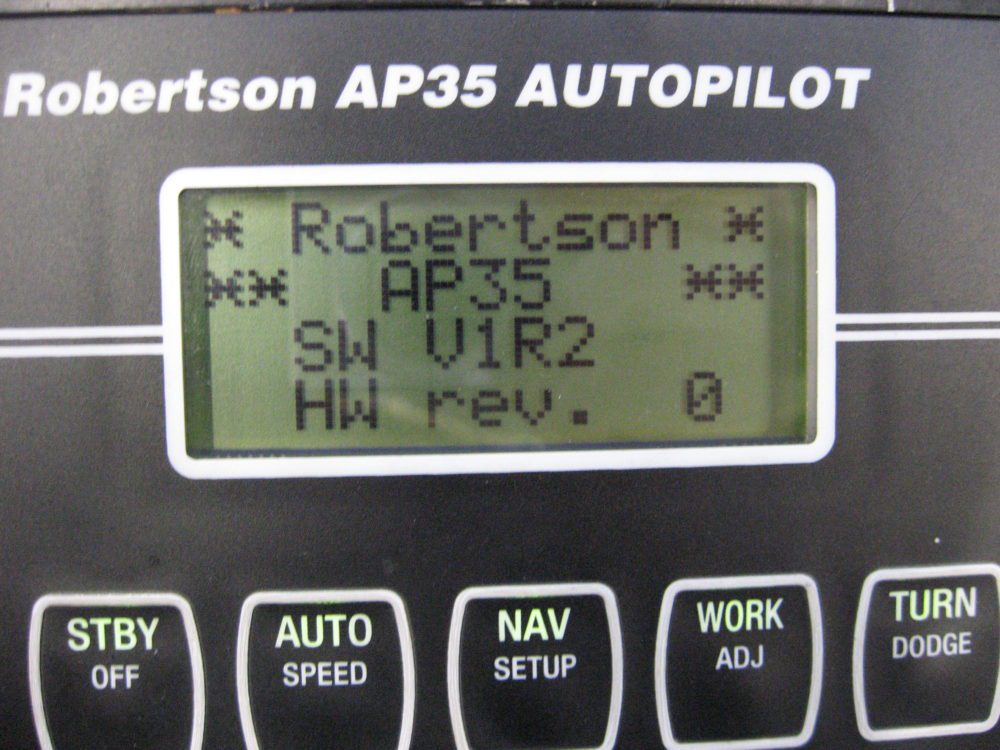 Robertson AP35 AUTOPILOT
* Robertson *
** AP35 **
SW V1R2
HW rev. 0
STBY
OFF
AUTO
SPEED
NAV
SETUP
WORK
ADJ
TURN
DODGE